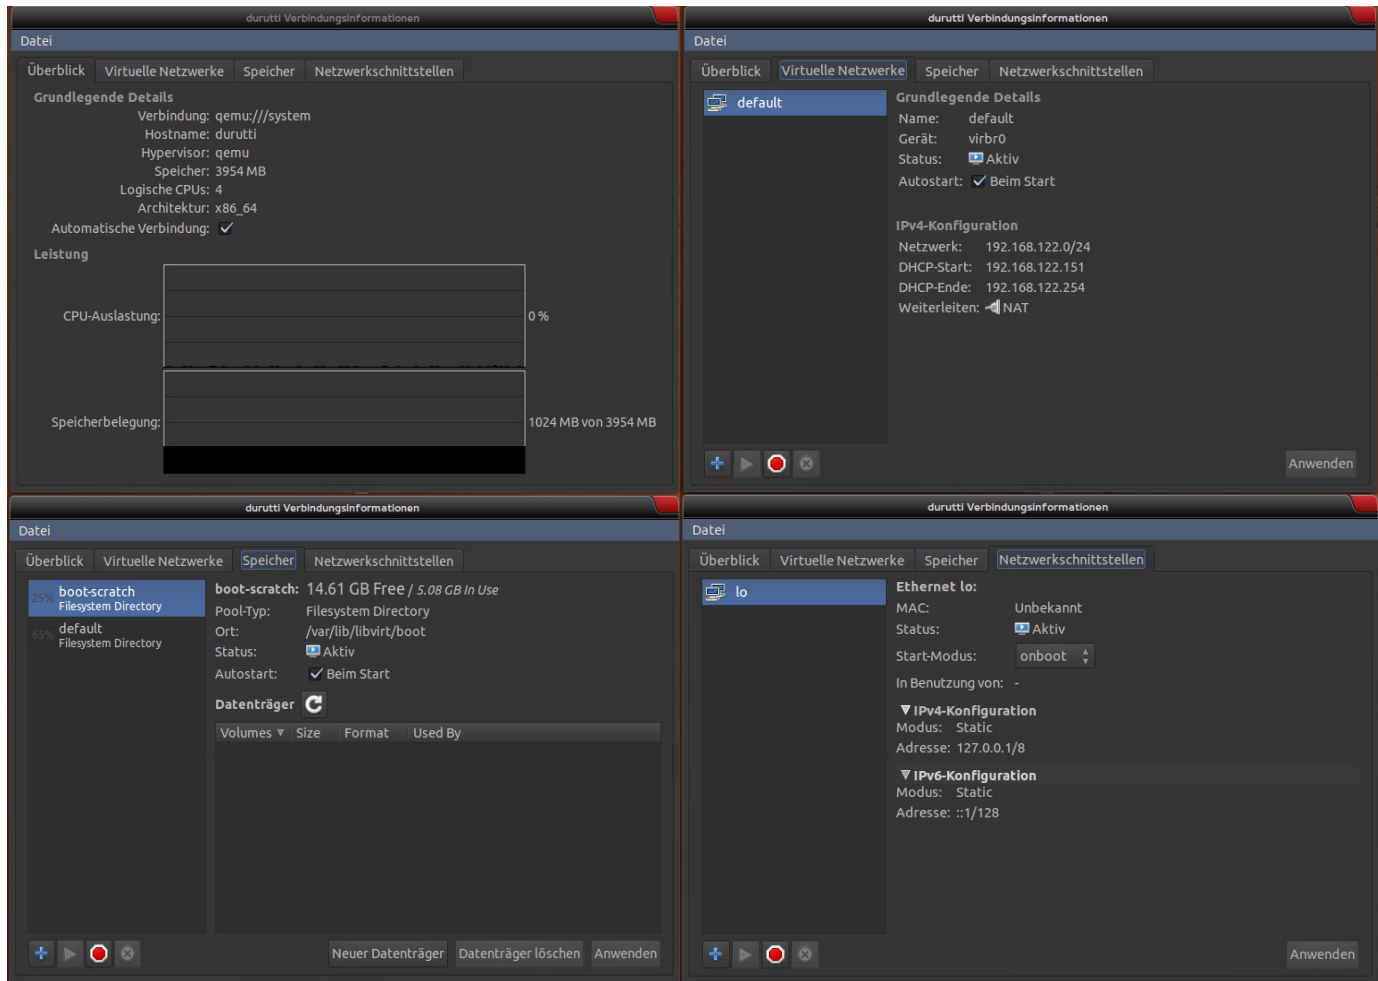 durutti Verbindungsinformationen
Datei
Überblick Virtuelle Netzwerke Speicher Netzwerkschnittstellen
Grundlegende Details
Verbindung: qemu:///system
Hostname: durutti
Hypervisor: qemu
Speicher: 3954 MB
Logische CPUs: 4
Architektur: x86_64
Automatische Verbindung:
Leistung
CPU-Auslastung: 0 %
Speicherbelegung: 1024 MB von 3954 MB
durutti Verbindungsinformationen
Datei
Überblick Virtuelle Netzwerke Speicher Netzwerkschnittstellen
default
Grundlegende Details
Name: default
Gerät: virbr0
Status: Aktiv
Autostart: Beim Start
IPv4-Konfiguration
Netzwerk: 192.168.122.0/24
DHCP-Start: 192.168.122.151
DHCP-Ende: 192.168.122.254
Weiterleiten: NAT
Anwenden
durutti Verbindungsinformationen
Datei
Überblick Virtuelle Netzwerke Speicher Netzwerkschnittstellen
25% boot-scratch
Filesystem Directory
65% default
Filesystem Directory
boot-scratch: 14.61 GB Free / 5.08 GB In Use
Pool-Typ: Filesystem Directory
Ort: /var/lib/libvirt/boot
Status: Aktiv
Autostart: Beim Start
Datenträger
Volumes Size Format Used By
Neuer Datenträger Datenträger löschen Anwenden
durutti Verbindungsinformationen
Datei
Überblick Virtuelle Netzwerke Speicher Netzwerkschnittstellen
lo
Ethernet lo:
MAC: Unbekannt
Status: Aktiv
Start-Modus: onboot
In Benutzung von: -
IPv4-Konfiguration
Modus: Static
Adresse: 127.0.0.1/8
IPv6-Konfiguration
Modus: Static
Adresse: ::1/128
Anwenden